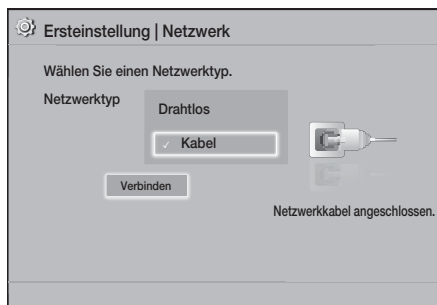 Ersteinstellung | Netzwerk
Wählen Sie einen Netzwerktyp.
Netzwerktyp
Drahtlos
✓ Kabel
Verbinden
Netzwerkkabel angeschlossen.